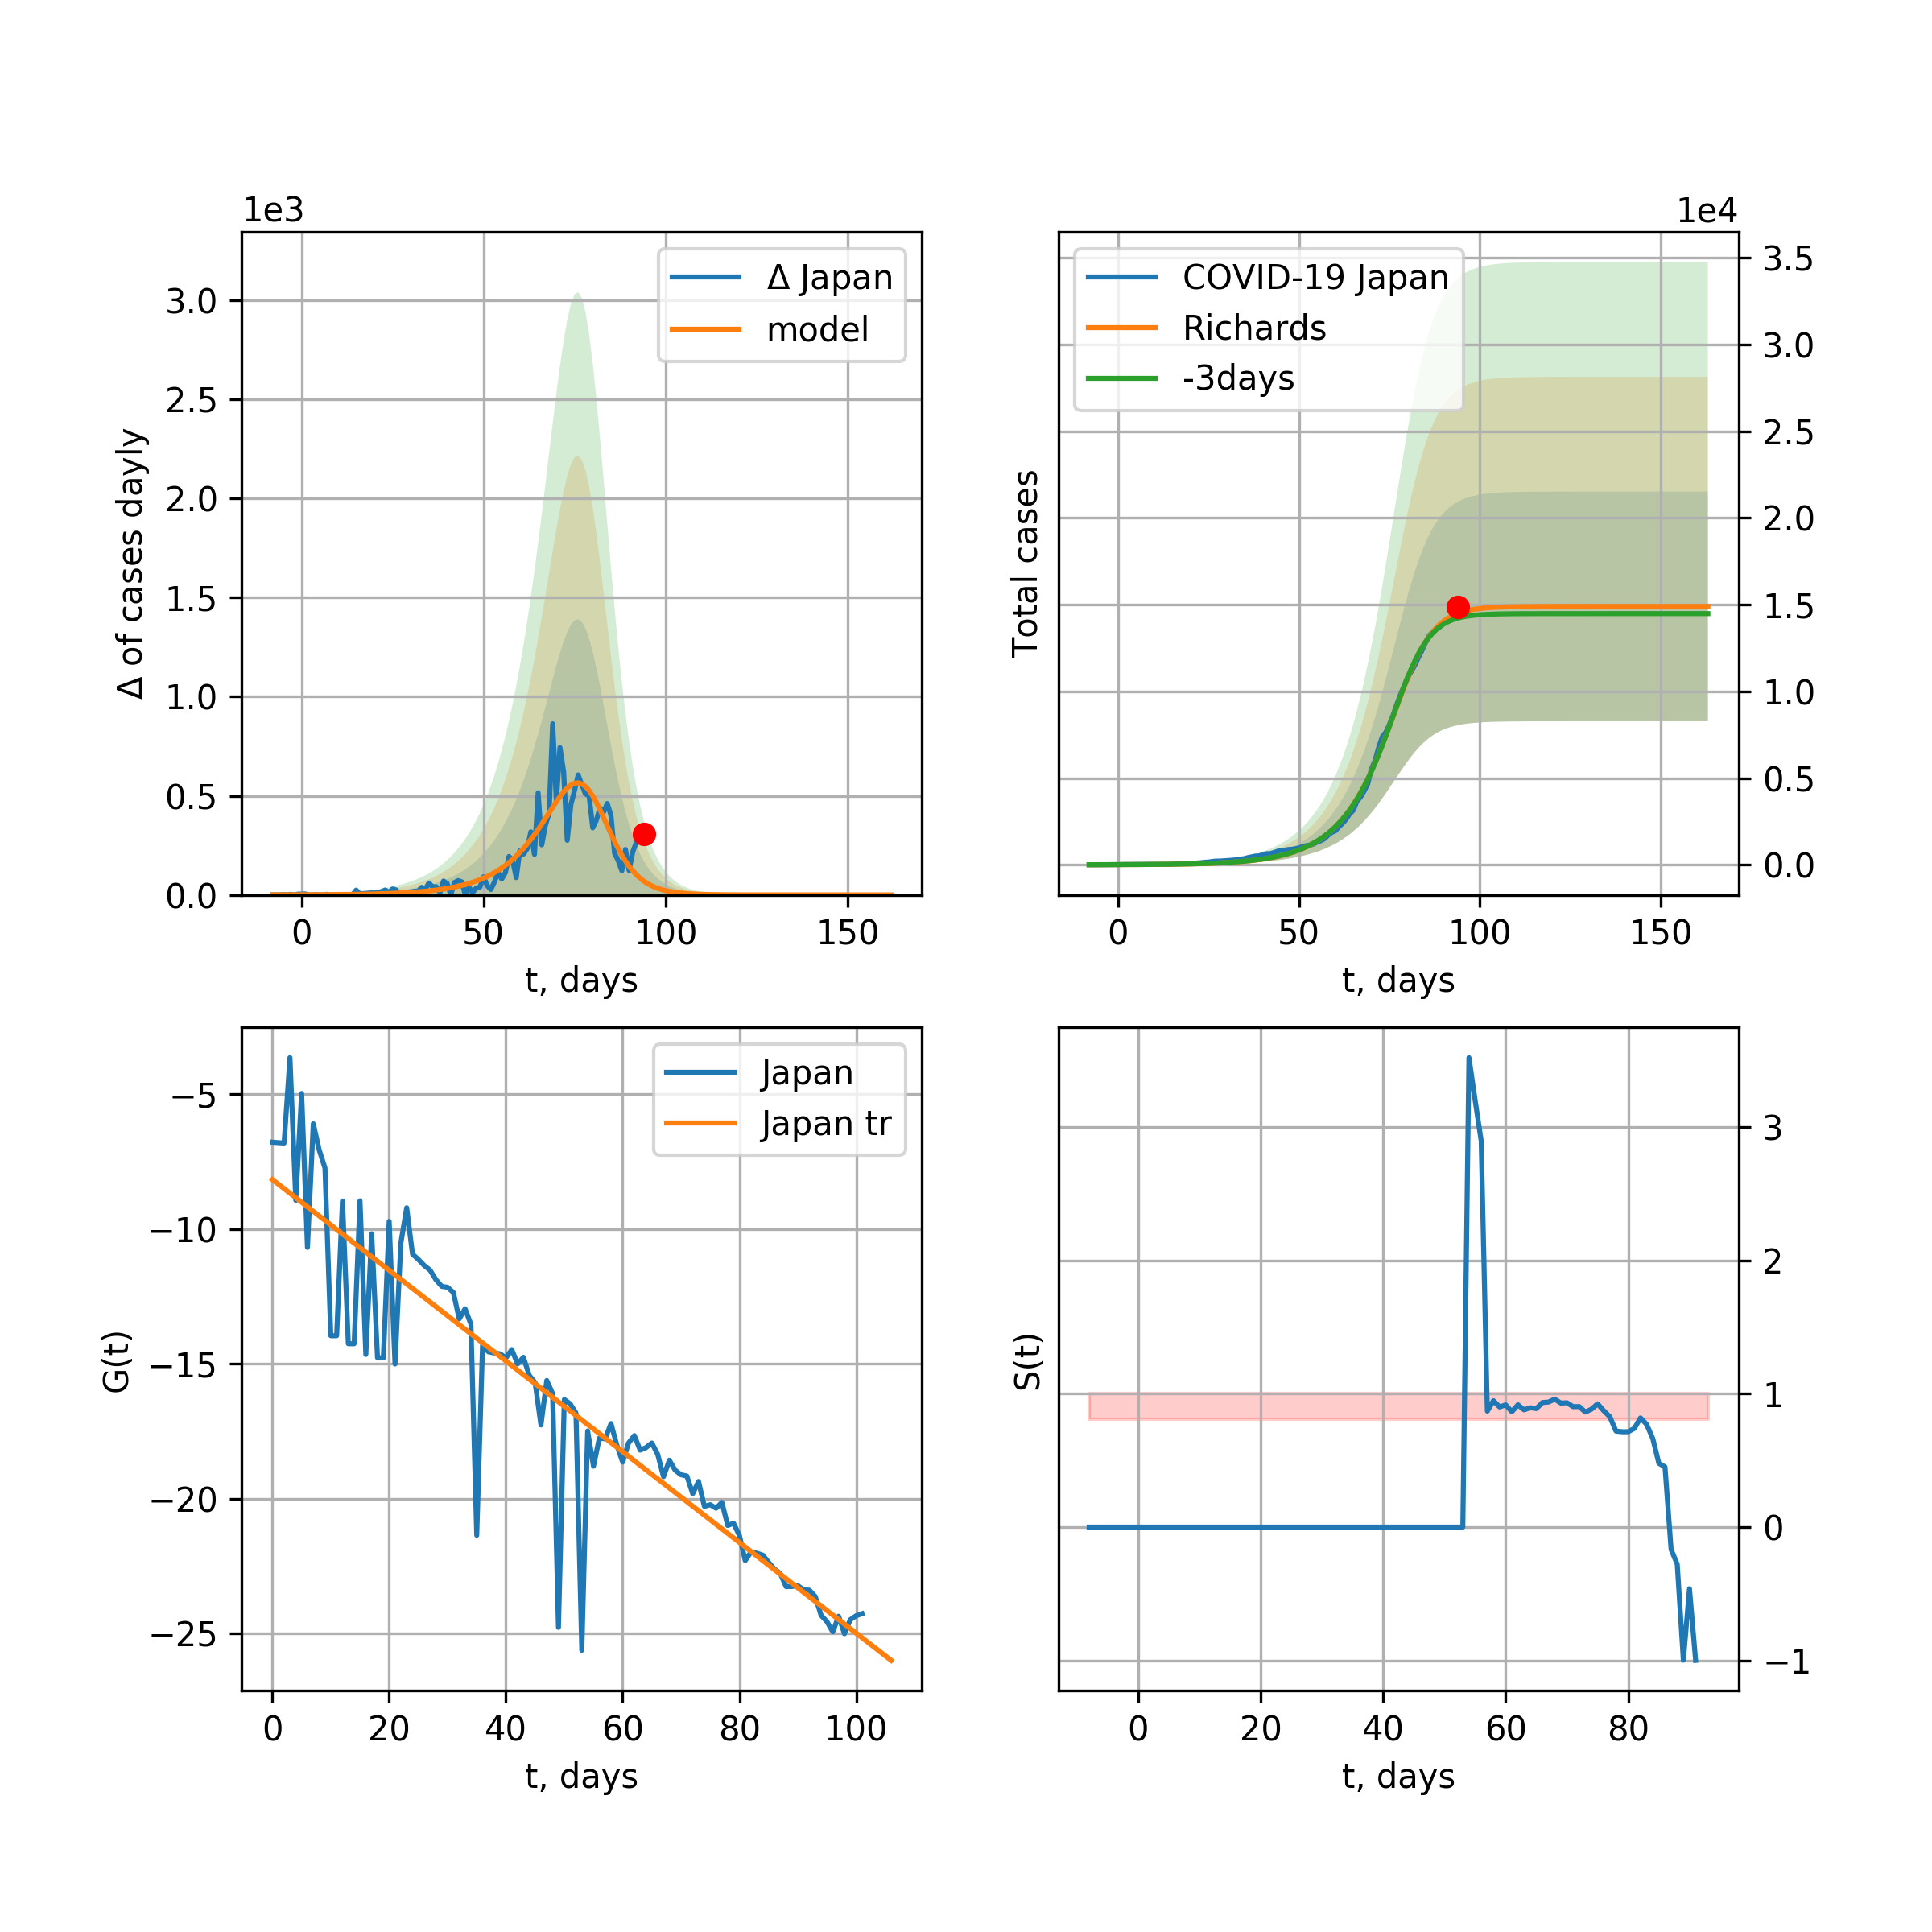 1e3
Δ of cases dayly
3.0
2.5
2.0
1.5
1.0
0.5
0.0
Δ Japan
model
0 50 100 150
t, days
1e4
Total cases
COVID-19 Japan
Richards
-3days
3.5
3.0
2.5
2.0
1.5
1.0
0.5
0.0
0 50 100 150
t, days
G(t)
−5
−10
−15
−20
−25
Japan
Japan tr
0 20 40 60 80 100
t, days
S(t)
3
2
1
0
−1
0 20 40 60 80
t, days